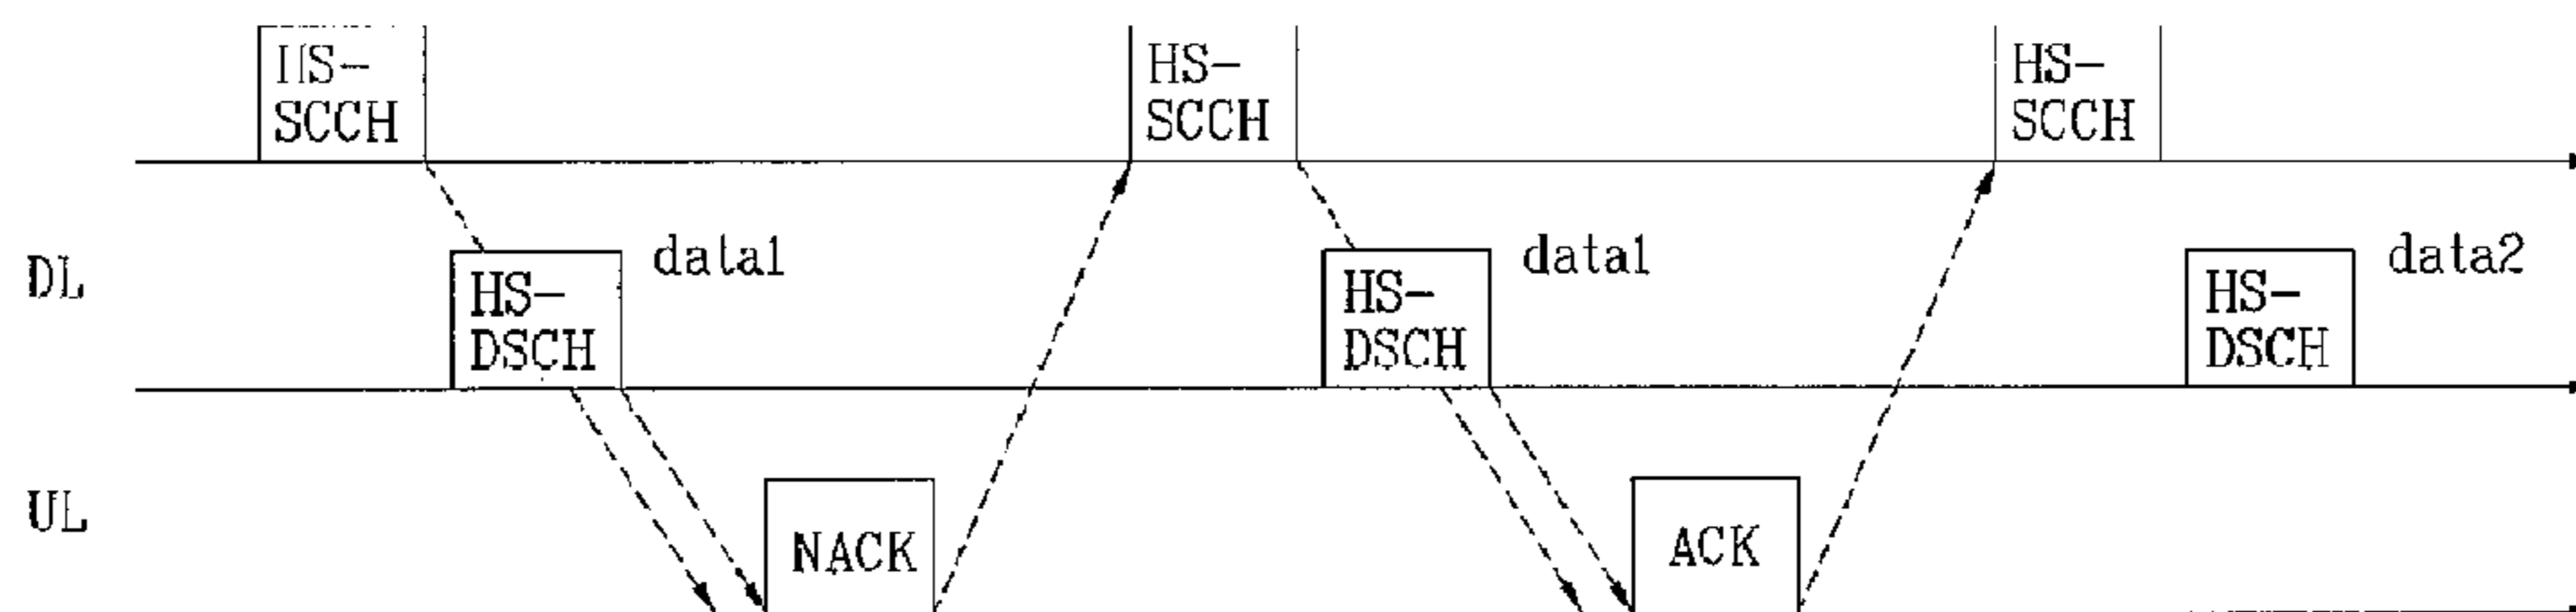 HS-
SCCH
HS-
SCCH
HS-
SCCH
DL
HS-
DSCH
data1
HS-
DSCH
data1
HS-
DSCH
data2
UL
NACK
ACK